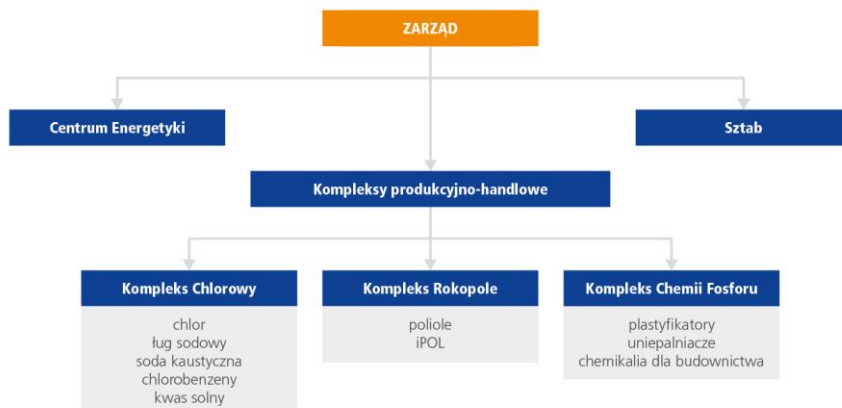 ZARZĄD
Centrum Energetyki
Sztab
Kompleksy produkcyjno-handlowe
Kompleks Chlorowy
chlor
ług sodowy
soda kaustyczna
chlorobenzeny
kwas solny
Kompleks Rokopole
poliole
iPOL
Kompleks Chemii Fosforu
plastyfikatory
uniepalniacze
chemikalia dla budownictwa